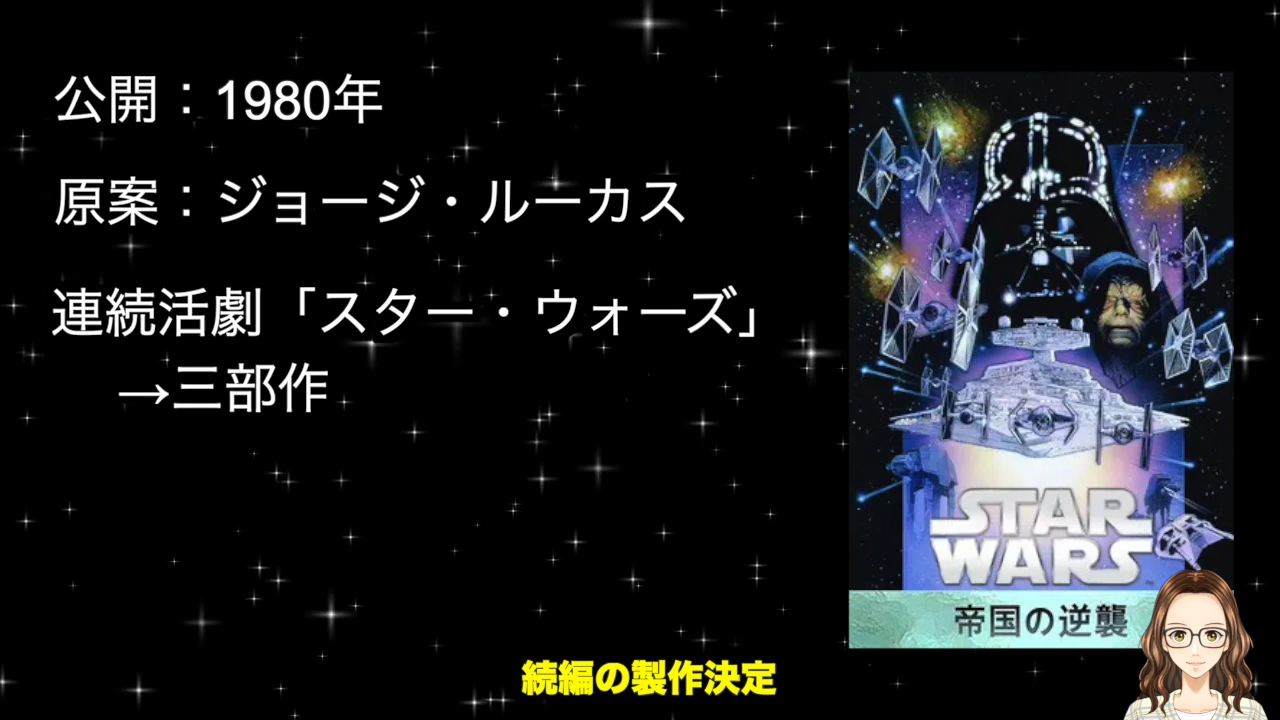 公開：1980年
原案：ジョージ・ルーカス
連続活劇「スター・ウォーズ」
→三部作
STAR
WARS
帝国の逆襲
続編の製作決定